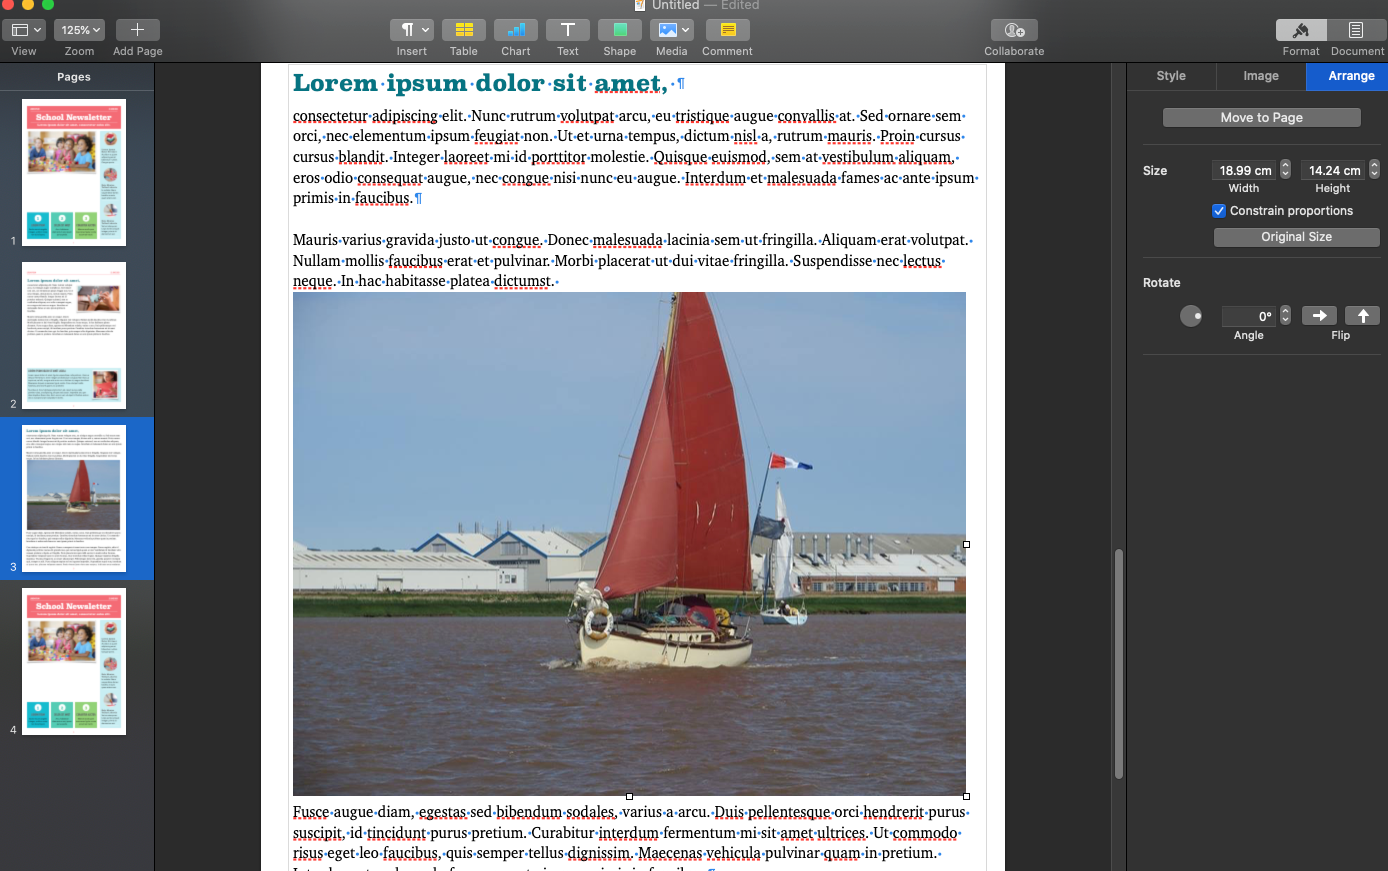 Untitled — Edited
View
125%
Zoom
Add Page
Insert
Table
Chart
Text
Shape
Media
Comment
Collaborate
Format
Document
Pages
School Newsletter
1
2
3
School Newsletter
4
Lorem ipsum dolor sit amet, ¶
consectetur adipiscing elit. Nunc rutrum volutpat arcu, eu tristique augue convallis at. Sed ornare sem
orci, nec elementum ipsum feugiat non. Ut et urna tempus, dictum nisl a, rutrum mauris. Proin cursus
cursus blandit. Integer laoreet mi id porttitor molestie. Quisque euismod, sem at vestibulum aliquam,
eros odio consequat augue, nec congue nisi nunc eu augue. Interdum et malesuada fames ac ante ipsum
primis in faucibus. ¶
Mauris varius gravida justo ut congue. Donec malesuada lacinia sem ut fringilla. Aliquam erat volutpat.
Nullam mollis faucibus erat et pulvinar. Morbi placerat ut dui vitae fringilla. Suspendisse nec lectus
neque. In hac habitasse platea dictumst.
Fusce augue diam, egestas sed bibendum sodales, varius a arcu. Duis pellentesque orci hendrerit purus
suscipit, id tincidunt purus pretium. Curabitur interdum fermentum mi sit amet ultrices. Ut commodo
risus eget leo faucibus, quis semper tellus dignissim. Maecenas vehicula pulvinar quam in pretium.
Style
Image
Arrange
Move to Page
Size
18.99 cm
14.24 cm
Width
Height
Constrain proportions
Original Size
Rotate
0°
Angle
Flip